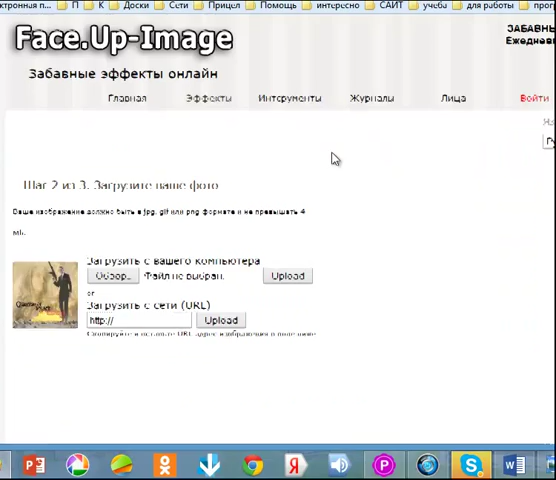 П К Доски Сети Прицел Помощь интересно САЙТ учеба для работы
Face.Up-Image
Забавные эффекты онлайн
Главная Эффекты Интсрументы Журналы Лица Войти
Шаг 2 из 3. Загрузите ваше фото
Ваше изображение должно быть в jpg, gif или png формате и не превышать 4
Мб.
Загрузить с вашего компьютера
Обзор... Файл не выбран. Upload
or
Загрузить с сети (URL)
http:// Upload